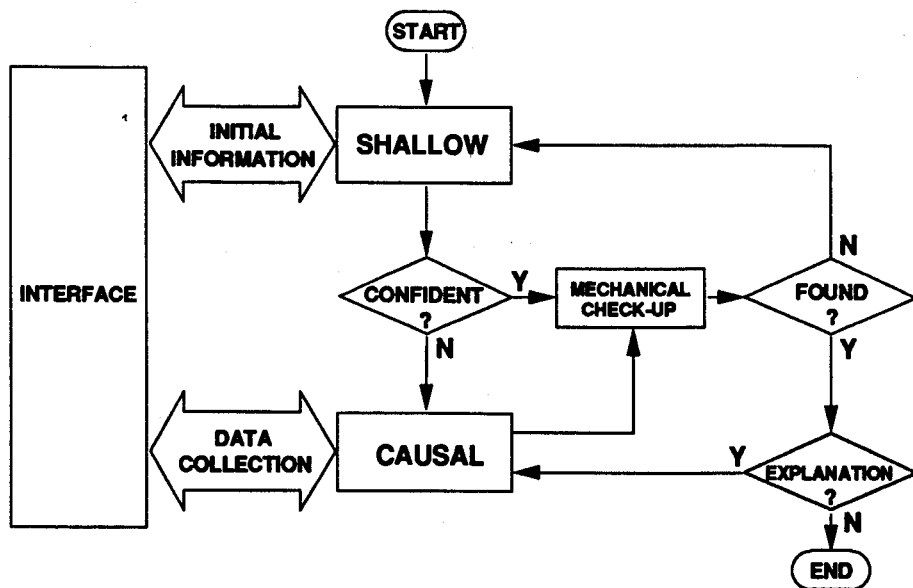 START
INITIAL
INFORMATION
SHALLOW
N
INTERFACE
CONFIDENT
?
Y
MECHANICAL
CHECK-UP
FOUND
?
N
Y
DATA
COLLECTION
CAUSAL
Y
EXPLANATION
?
N
END